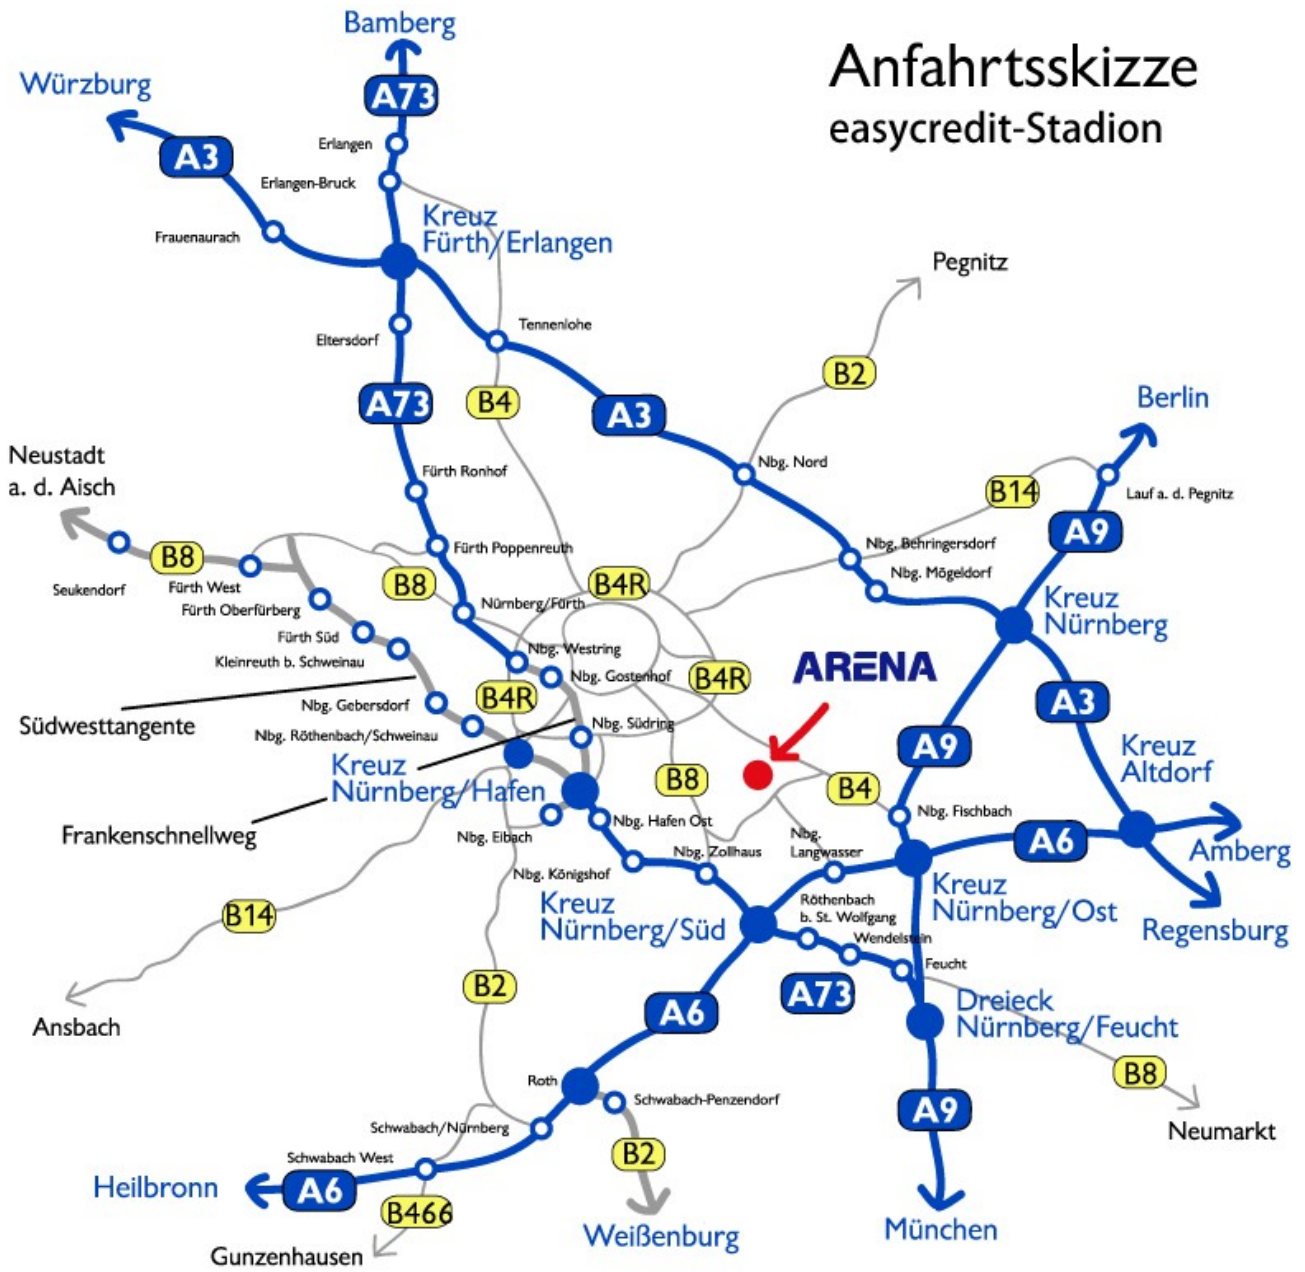 Anfahrtsskizze
easycredit-Stadion
Bamberg
A73
Würzburg
A3
Erlangen
Erlangen-Bruck
Kreuz
Fürth/Erlangen
Frauenaurach
Pegnitz
Tennenlohe
Eltersdorf
B2
A73
B4
A3
Berlin
Neustadt
a. d. Aisch
Fürth Ronhof
Nbg. Nord
B14
Lauf a. d. Pegnitz
A9
B8
Fürth Poppenreuth
Nbg. Behringersdorf
Seukendorf
Fürth West
B8
B4R
Nbg. Mögeldorf
Fürth Oberfürberg
Nürnberg/Fürth
Kreuz
Nürnberg
Fürth Süd
Kleinreuth b. Schweinau
Nbg. Westring
Nbg. Gostenhof
B4R
ARENA
Nbg. Gebersdorf
B4R
A3
Südwesttangente
Nbg. Röthenbach/Schweinau
Nbg. Südring
A9
Kreuz
Altdorf
Kreuz
Nürnberg/Hafen
B8
B4
Frankenschnellweg
Nbg. Eibach
Nbg. Hafen Ost
Nbg. Fischbach
Nbg.
Langwasser
A6
Amberg
Nbg. Königshof
Nbg. Zollhaus
Kreuz
Nürnberg/Ost
B14
Kreuz
Nürnberg/Süd
Röthenbach
b. St. Wolfgang
Wendelstein
Regensburg
Feucht
B2
A73
A6
Dreieck
Nürnberg/Feucht
Ansbach
Roth
B8
Schwabach-Penzendorf
A9
Schwabach/Nürnberg
Neumarkt
Schwabach West
B2
Heilbronn
A6
B466
Weißenburg
München
Gunzenhausen